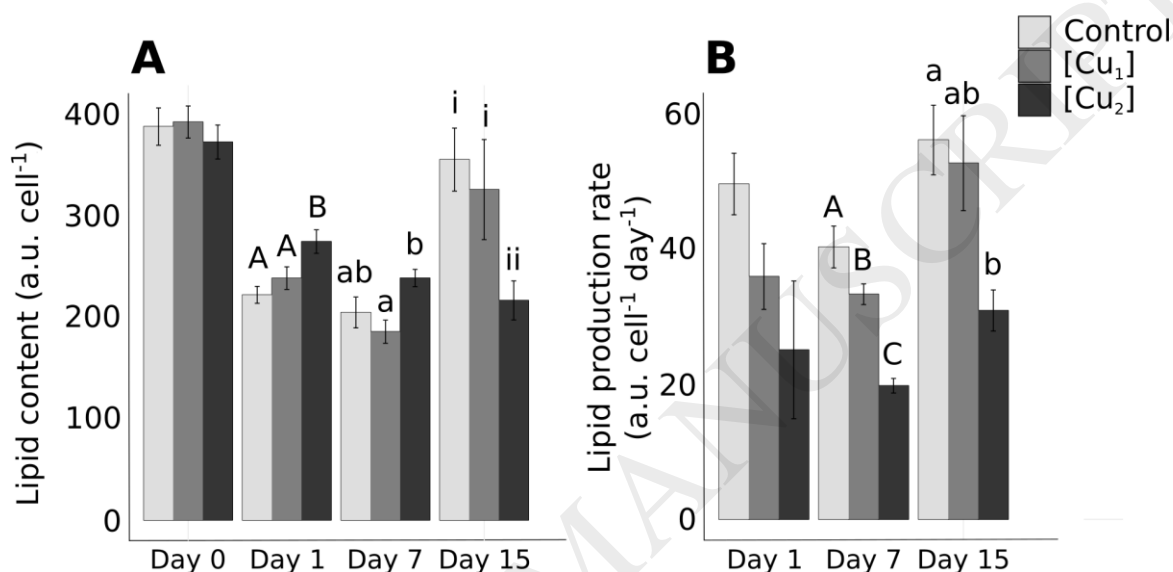 A
Lipid content (a.u. cell⁻¹)
400
300
200
100
0
A A B
ab a b
i i ii
Day 0 Day 1 Day 7 Day 15
B
Control
[Cu₁]
[Cu₂]
Lipid production rate
(a.u. cell⁻¹ day⁻¹)
60
40
20
0
A B C
a ab b
Day 1 Day 7 Day 15
MANUSCRIPT